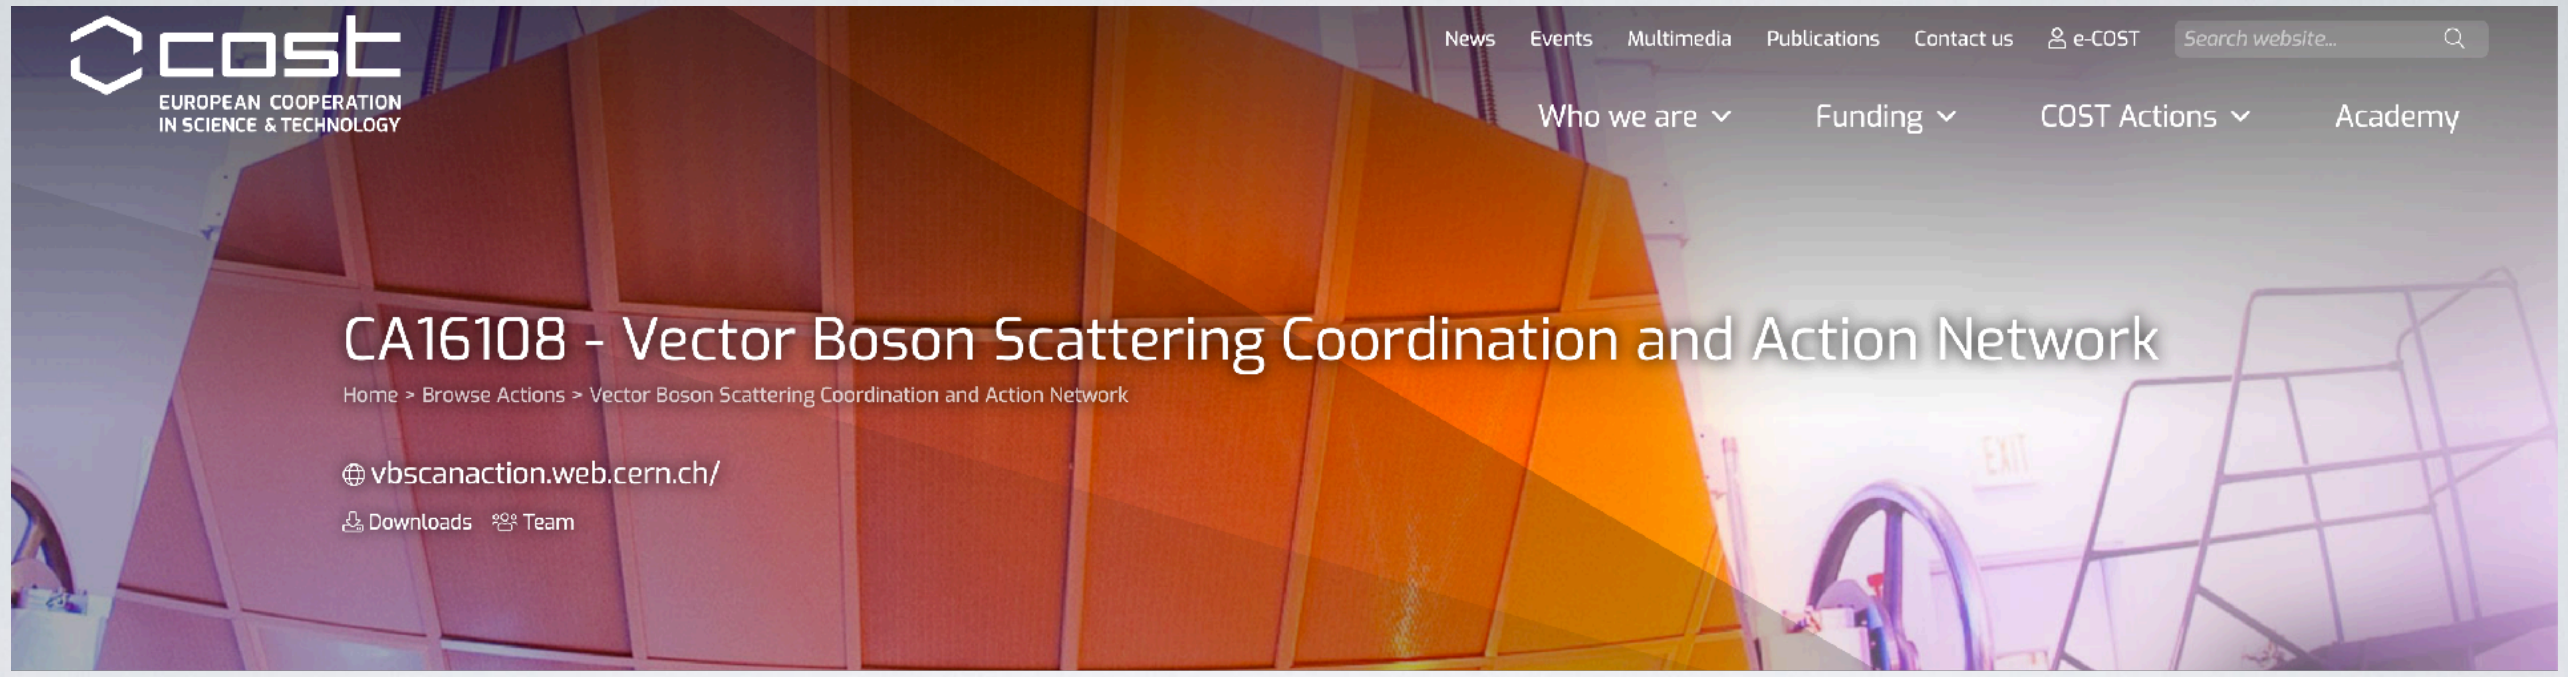 cost
EUROPEAN COOPERATION
IN SCIENCE & TECHNOLOGY
News Events Multimedia Publications Contact us e-COST Search website...
Who we are Funding COST Actions Academy
CA16108 - Vector Boson Scattering Coordination and Action Network
Home > Browse Actions > Vector Boson Scattering Coordination and Action Network
EXIT
vbscanaction.web.cern.ch/
Downloads Team